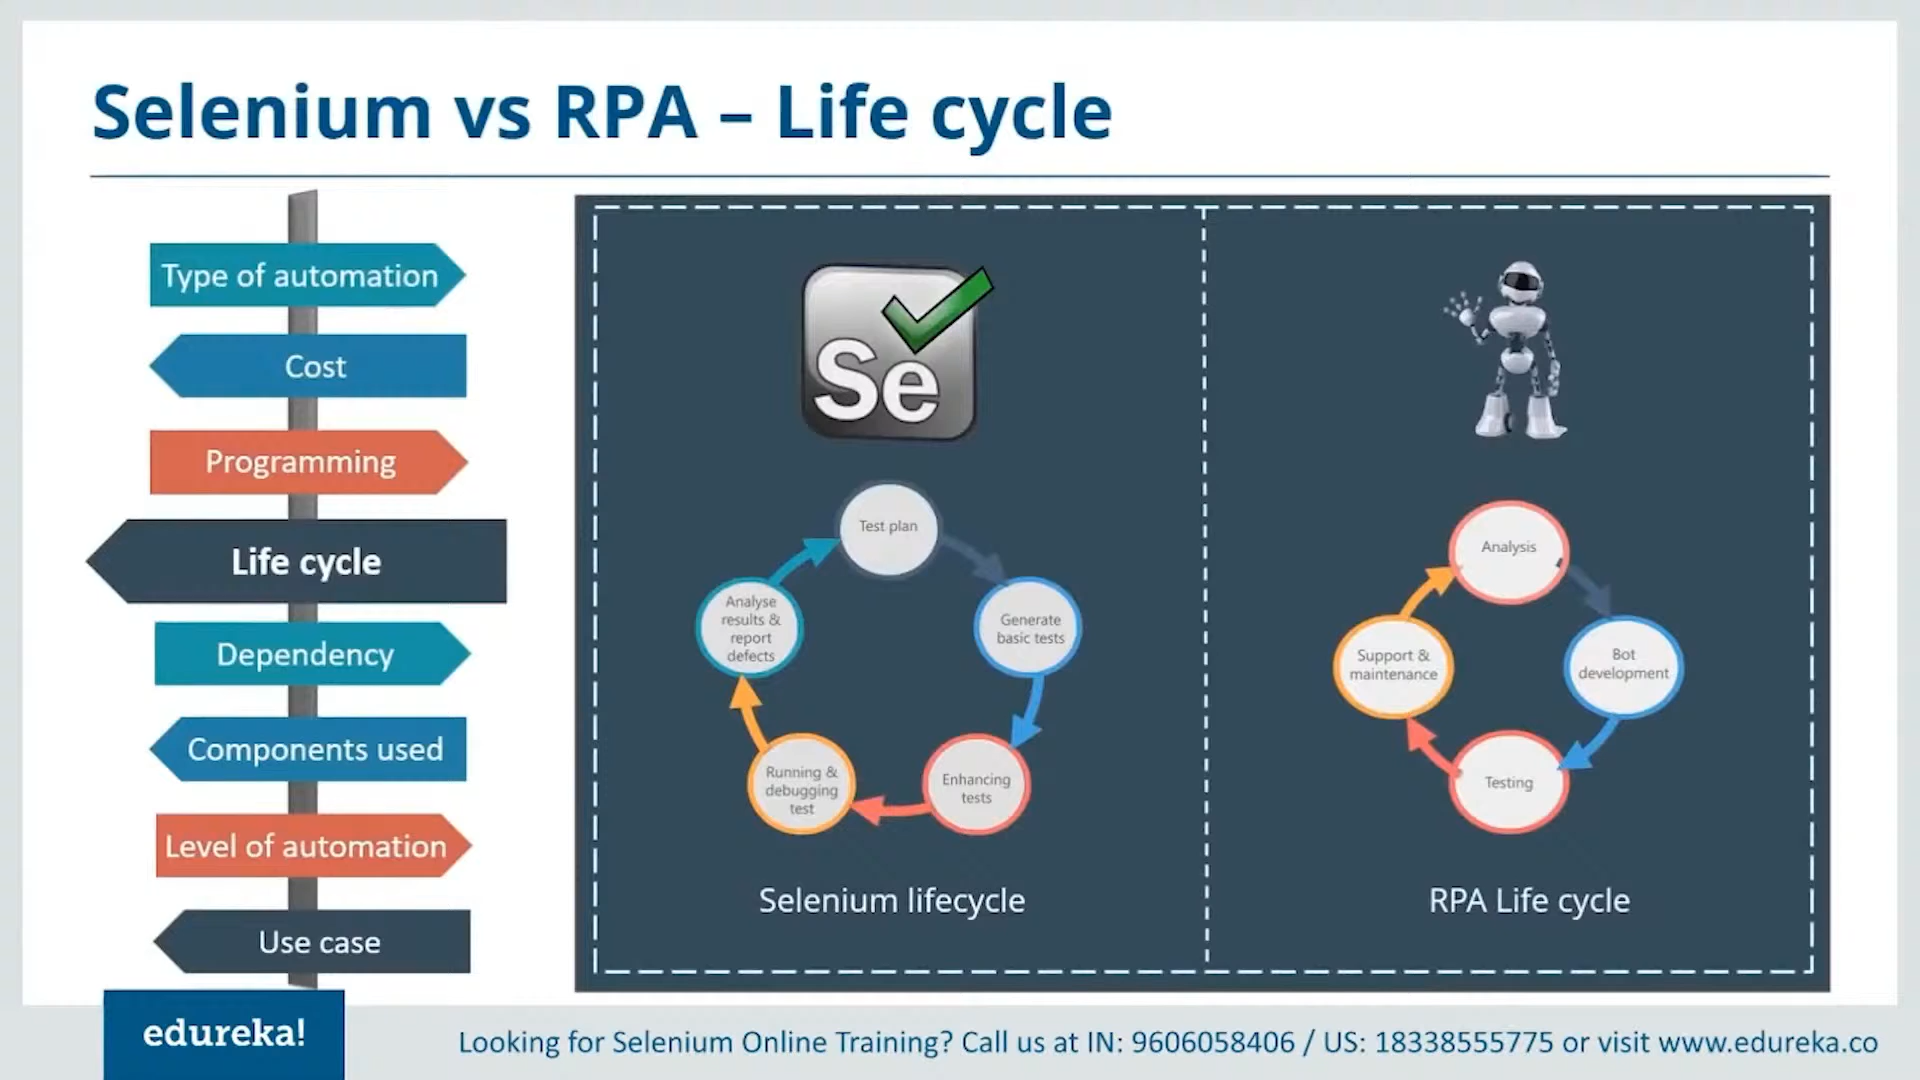 Selenium vs RPA – Life cycle
Type of automation
Cost
Programming
Life cycle
Dependency
Components used
Level of automation
Use case
Se
Test plan
Generate
basic tests
Enhancing
tests
Running &
debugging
test
Analyse
results &
report
defects
Selenium lifecycle
Analysis
Bot
development
Testing
Support &
maintenance
RPA Life cycle
edureka!
Looking for Selenium Online Training? Call us at IN: 9606058406 / US: 18338555775 or visit www.edureka.co